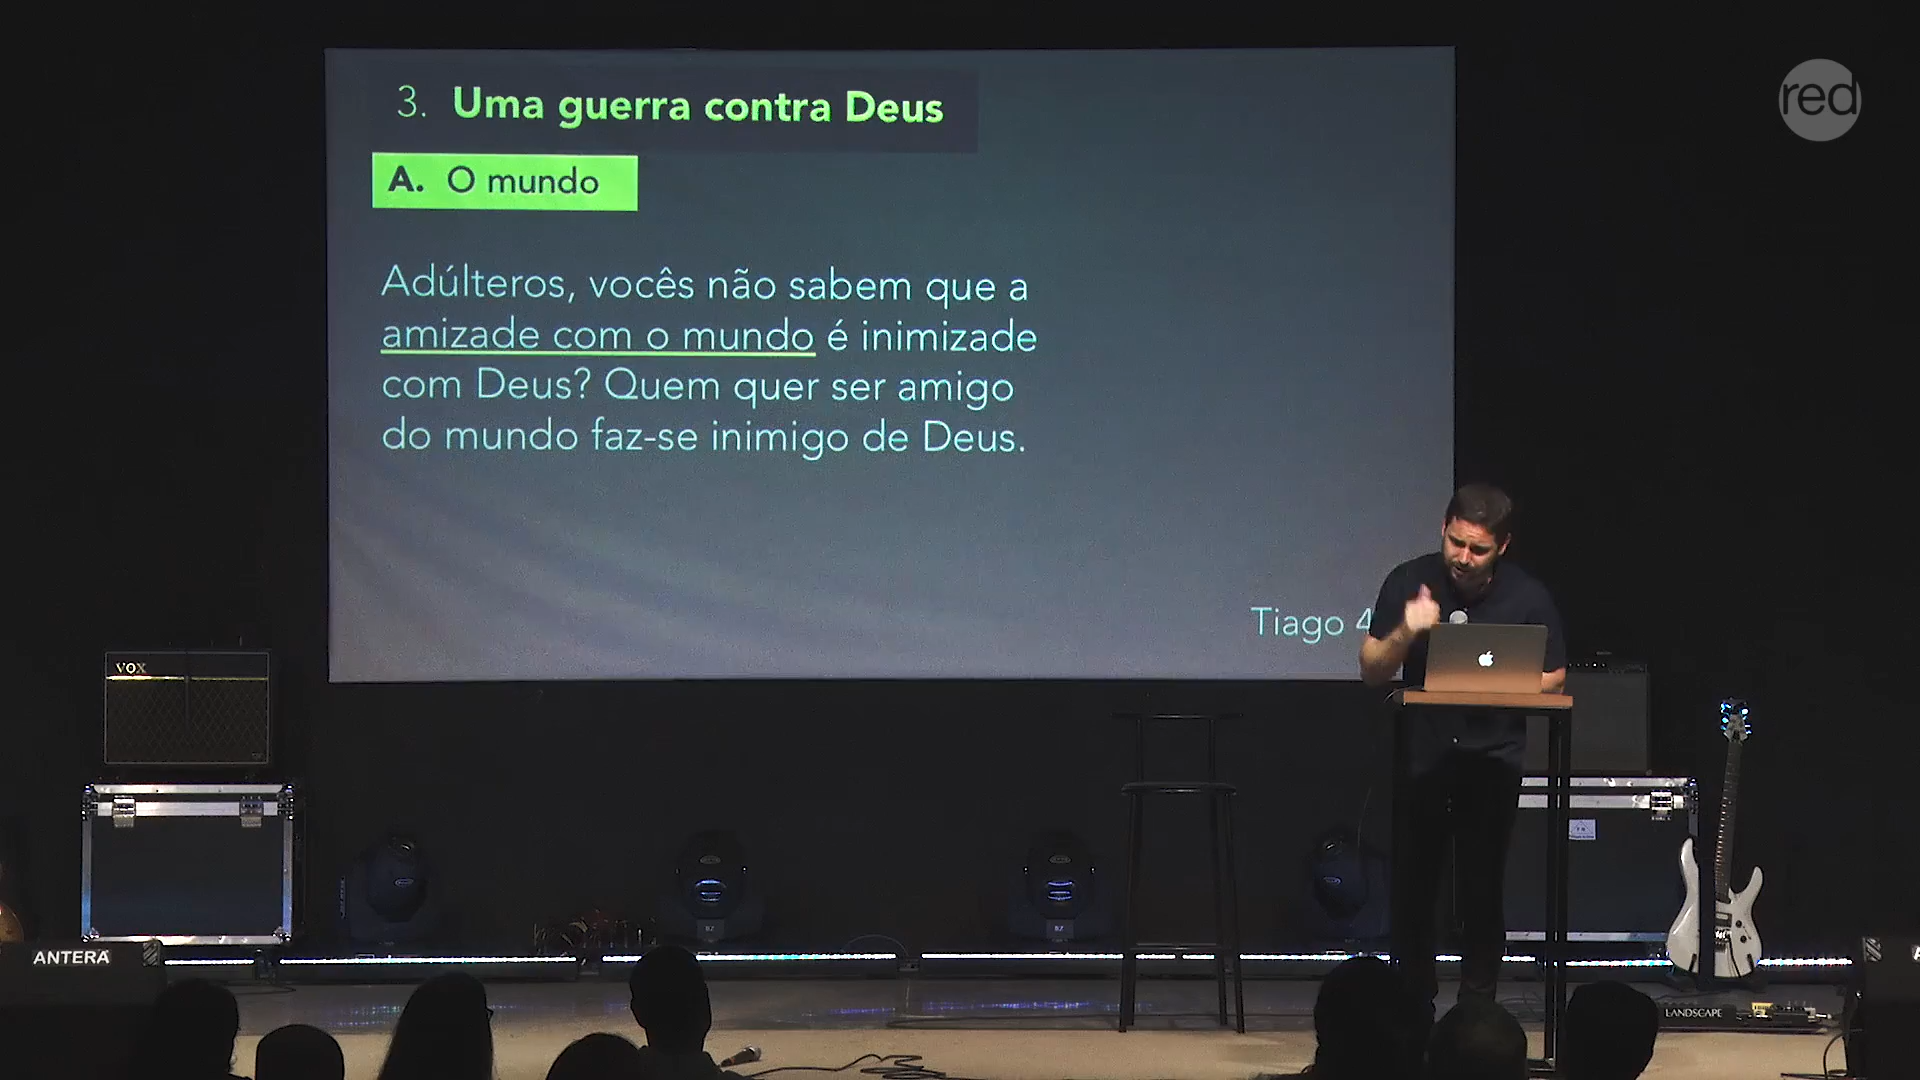 red
3. Uma guerra contra Deus
A. O mundo
Adúlteros, vocês não sabem que a
amizade com o mundo é inimizade
com Deus? Quem quer ser amigo
do mundo faz-se inimigo de Deus.
Tiago 4
VOX
ANTERA
LANDSCAPE